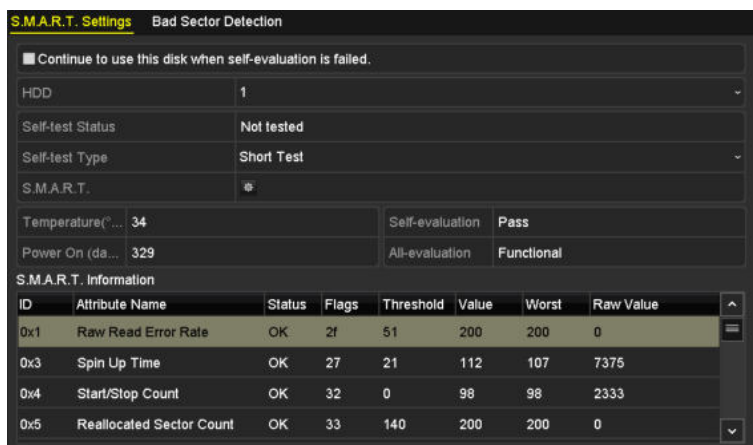 S.M.A.R.T. Settings Bad Sector Detection
Continue to use this disk when self-evaluation is failed.
HDD 1
Self-test Status Not tested
Self-test Type Short Test
S.M.A.R.T.
Temperature(°... 34 Self-evaluation Pass
Power On (da... 329 All-evaluation Functional
S.M.A.R.T. Information
ID Attribute Name Status Flags Threshold Value Worst Raw Value
0x1 Raw Read Error Rate OK 2f 51 200 200 0
0x3 Spin Up Time OK 27 21 112 107 7375
0x4 Start/Stop Count OK 32 0 98 98 2333
0x5 Reallocated Sector Count OK 33 140 200 200 0